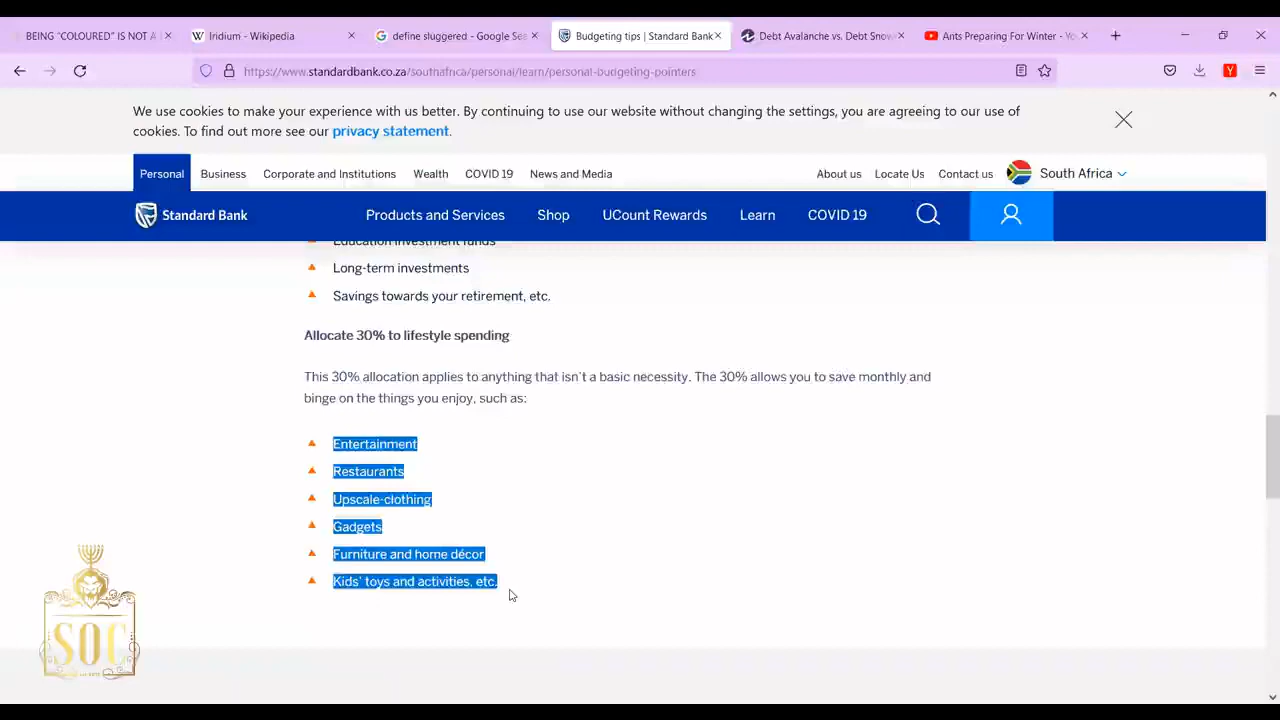 BEING "COLOURED" IS NOT A
Iridium - Wikipedia
define sluggered - Google Sea
Budgeting tips | Standard Bank
Debt Avalanche vs. Debt Snow
Ants Preparing For Winter - Yo
https://www.standardbank.co.za/southafrica/personal/learn/personal-budgeting-pointers
We use cookies to make your experience with us better. By continuing to use our website without changing the settings, you are agreeing to our use of
cookies. To find out more see our privacy statement.
Personal Business Corporate and Institutions Wealth COVID 19 News and Media About us Locate Us Contact us South Africa
Standard Bank Products and Services Shop UCount Rewards Learn COVID 19
Education investment funds
Long-term investments
Savings towards your retirement, etc.
Allocate 30% to lifestyle spending
This 30% allocation applies to anything that isn't a basic necessity. The 30% allows you to save monthly and
binge on the things you enjoy, such as:
Entertainment
Restaurants
Upscale-clothing
Gadgets
Furniture and home décor
Kids' toys and activities, etc.
SOC